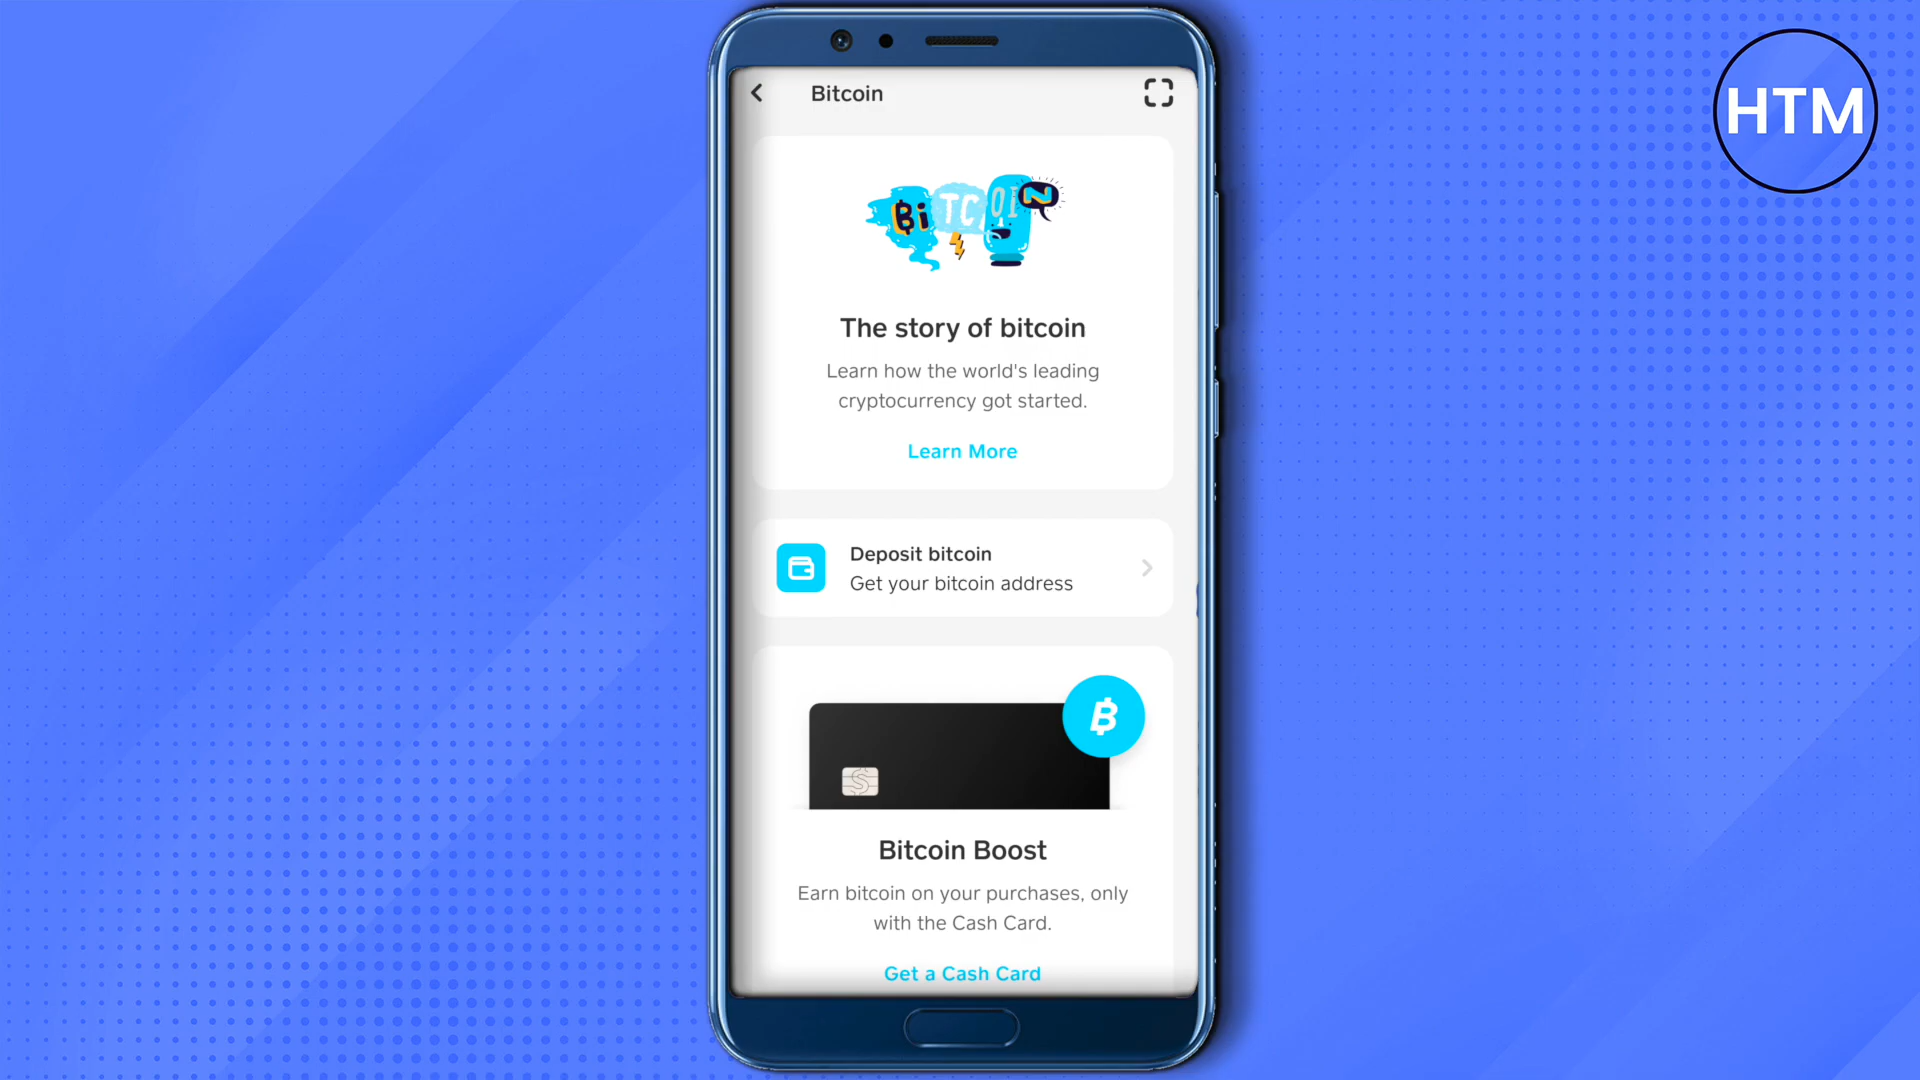 HTM
Bitcoin
BiTCOIN
The story of bitcoin
Learn how the world's leading
cryptocurrency got started.
Learn More
Deposit bitcoin
Get your bitcoin address
Bitcoin Boost
Earn bitcoin on your purchases, only
with the Cash Card.
Get a Cash Card